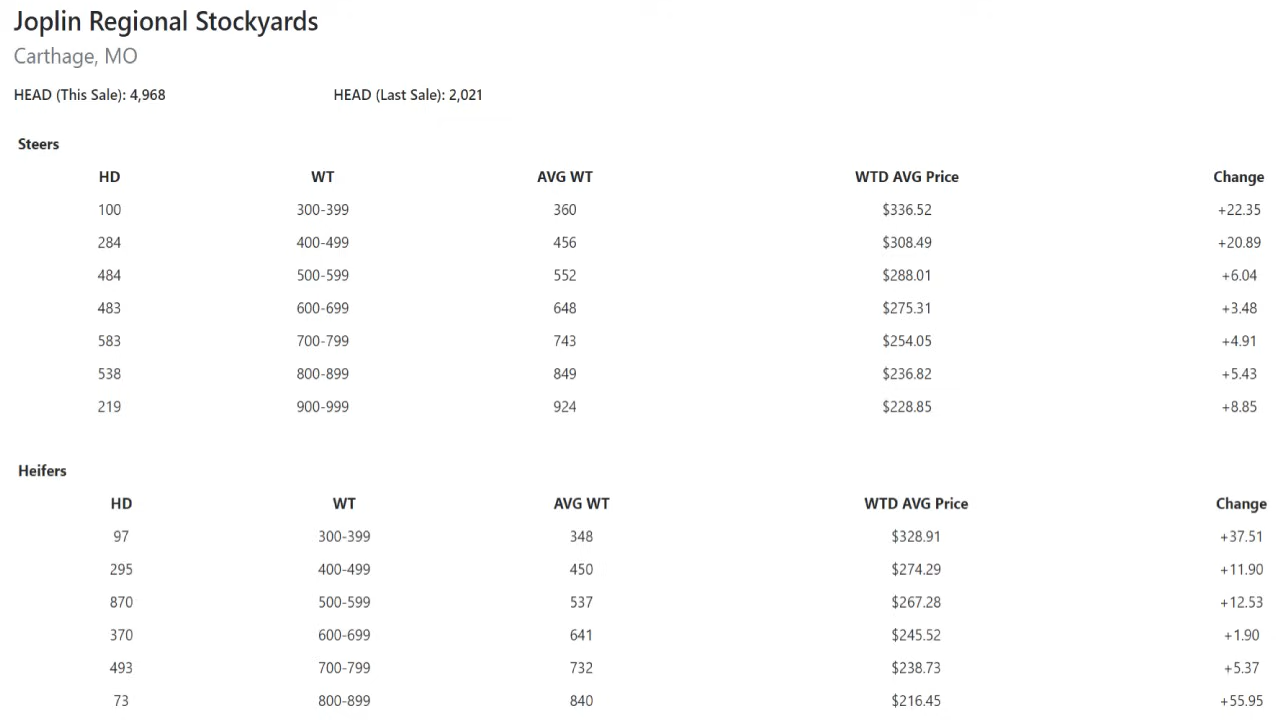 Joplin Regional Stockyards
Carthage, MO
HEAD (This Sale): 4,968 HEAD (Last Sale): 2,021
Steers
HD WT AVG WT WTD AVG Price Change
100 300-399 360 $336.52 +22.35
284 400-499 456 $308.49 +20.89
484 500-599 552 $288.01 +6.04
483 600-699 648 $275.31 +3.48
583 700-799 743 $254.05 +4.91
538 800-899 849 $236.82 +5.43
219 900-999 924 $228.85 +8.85
Heifers
HD WT AVG WT WTD AVG Price Change
97 300-399 348 $328.91 +37.51
295 400-499 450 $274.29 +11.90
870 500-599 537 $267.28 +12.53
370 600-699 641 $245.52 +1.90
493 700-799 732 $238.73 +5.37
73 800-899 840 $216.45 +55.95